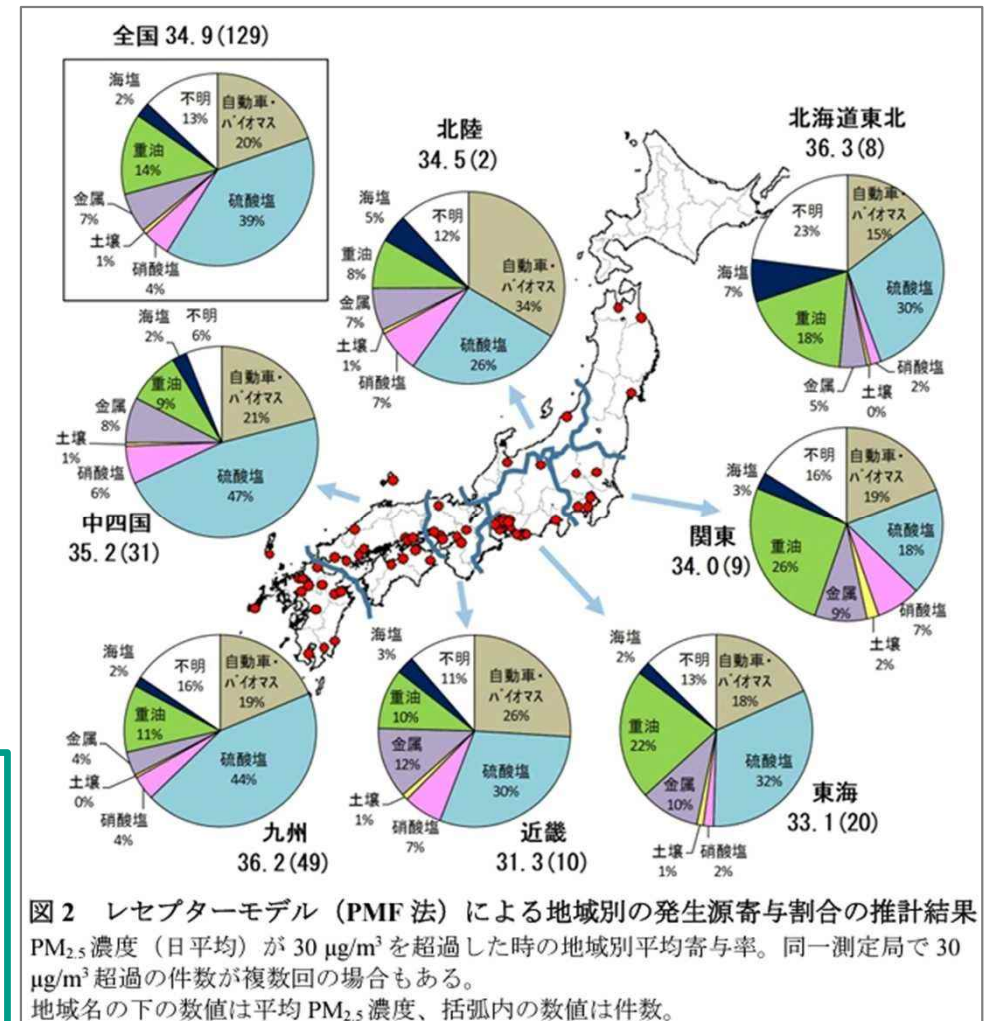 全国 34.9(129)
海塩
2%
不明
13%
自動車・
バイオマス
20%
重油
14%
金属
7%
土壌
1%
硝酸塩
4%
硫酸塩
39%
北陸
34.5(2)
海塩
5%
不明
12%
重油
8%
金属
7%
土壌
1%
硝酸塩
7%
自動車・
バイオマス
34%
硫酸塩
26%
北海道東北
36.3(8)
不明
23%
自動車・
バイオマス
15%
海塩
7%
硫酸塩
30%
重油
18%
金属
5%
土壌
0%
硝酸塩
2%
海塩
2%
不明
6%
自動車・
バイオマス
21%
重油
9%
金属
8%
土壌
1%
硝酸塩
6%
硫酸塩
47%
中四国
35.2(31)
不明
16%
自動車・
バイオマス
19%
海塩
3%
硫酸塩
18%
重油
26%
金属
9%
硝酸塩
7%
土壌
2%
関東
34.0(9)
海塩
2%
不明
16%
自動車・
バイオマス
19%
重油
11%
金属
4%
土壌
0%
硝酸塩
4%
硫酸塩
44%
九州
36.2(49)
海塩
3%
不明
11%
自動車・
バイオマス
26%
重油
10%
金属
12%
土壌
1%
硝酸塩
7%
硫酸塩
30%
近畿
31.3(10)
海塩
2%
不明
13%
自動車・
バイオマス
18%
重油
22%
金属
10%
土壌
1%
硝酸塩
2%
硫酸塩
32%
東海
33.1(20)
図 2 レセプターモデル（PMF 法）による地域別の発生源寄与割合の推計結果
PM2.5 濃度（日平均）が 30 μg/m³ を超過した時の地域別平均寄与率。同一測定局で 30
μg/m³ 超過の件数が複数回の場合もある。
地域名の下の数値は平均 PM2.5 濃度、括弧内の数値は件数。